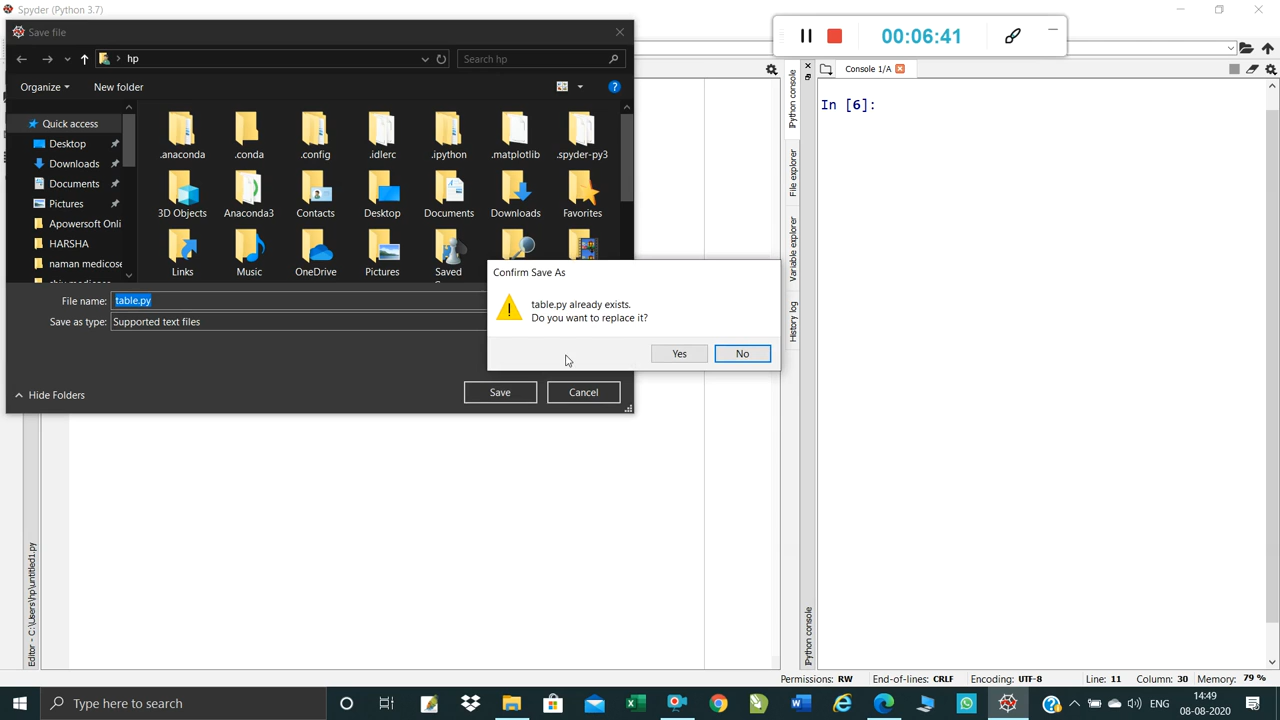 Spyder (Python 3.7)
Save file
00:06:41
hp
Search hp
Console 1/A
Organize
New folder
In [6]:
Quick access
Desktop
Downloads
Documents
Pictures
Apowersoft Onli
HARSHA
naman medicose
.anaconda
.conda
.config
.idlerc
.ipython
.matplotlib
.spyder-py3
3D Objects
Anaconda3
Contacts
Desktop
Documents
Downloads
Favorites
Links
Music
OneDrive
Pictures
Saved
IPython console
File explorer
Variable explorer
History log
Confirm Save As
table.py already exists.
Do you want to replace it?
Yes
No
File name:
table.py
Save as type:
Supported text files
Hide Folders
Save
Cancel
Editor - C:\Users\hp\untitled1.py
IPython console
Permissions: RW
End-of-lines: CRLF
Encoding: UTF-8
Line: 11
Column: 30
Memory: 79 %
Type here to search
ENG
14:49
08-08-2020